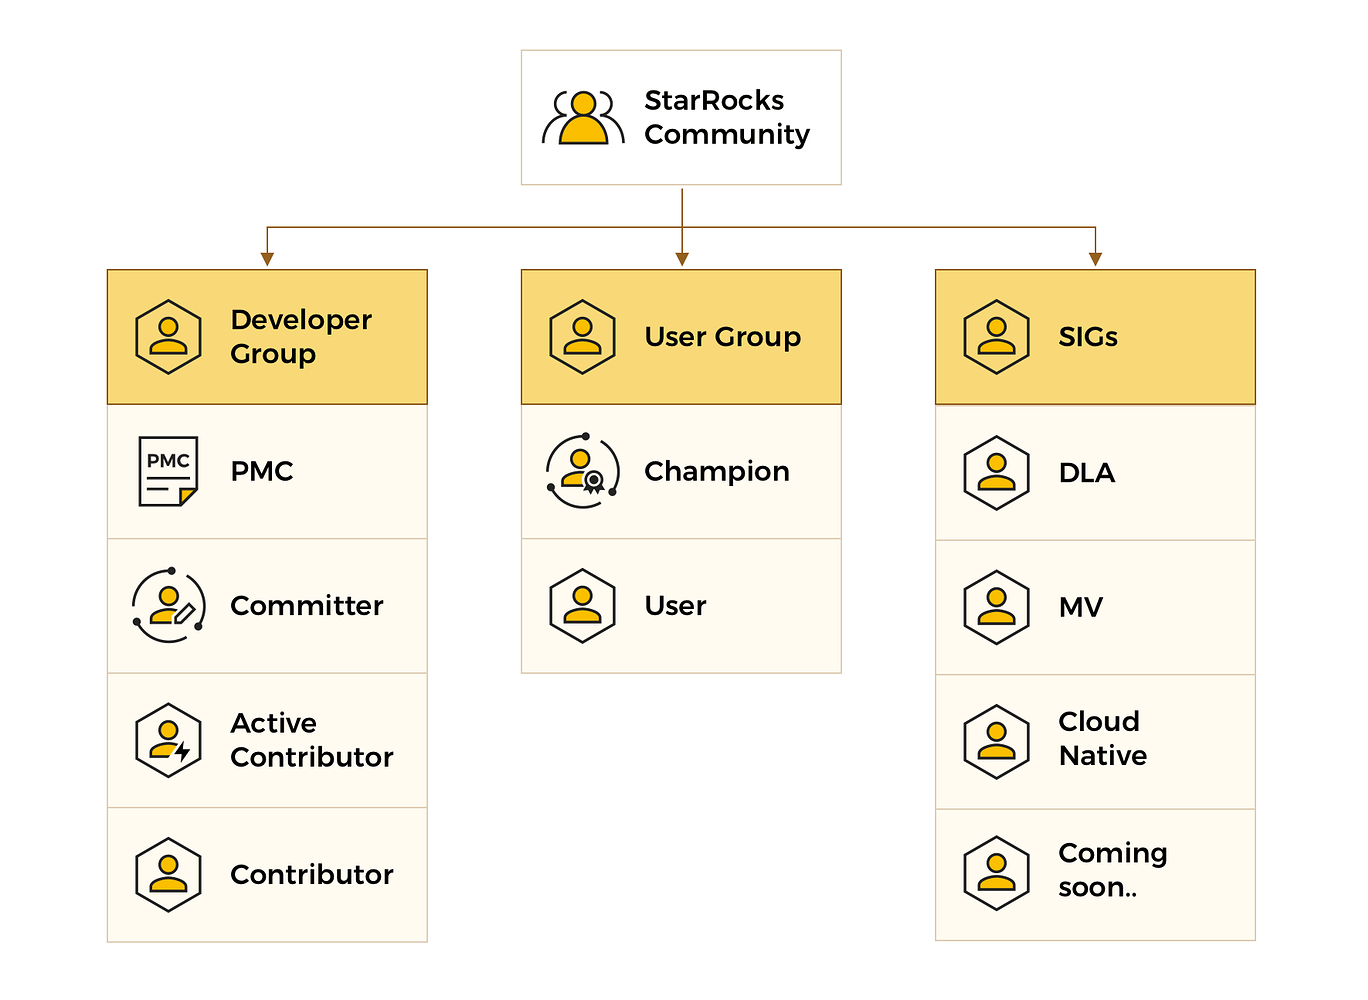 StarRocks
Community
Developer
Group
PMC
PMC
Committer
Active
Contributor
Contributor
User Group
Champion
User
SIGs
DLA
MV
Cloud
Native
Coming
soon..